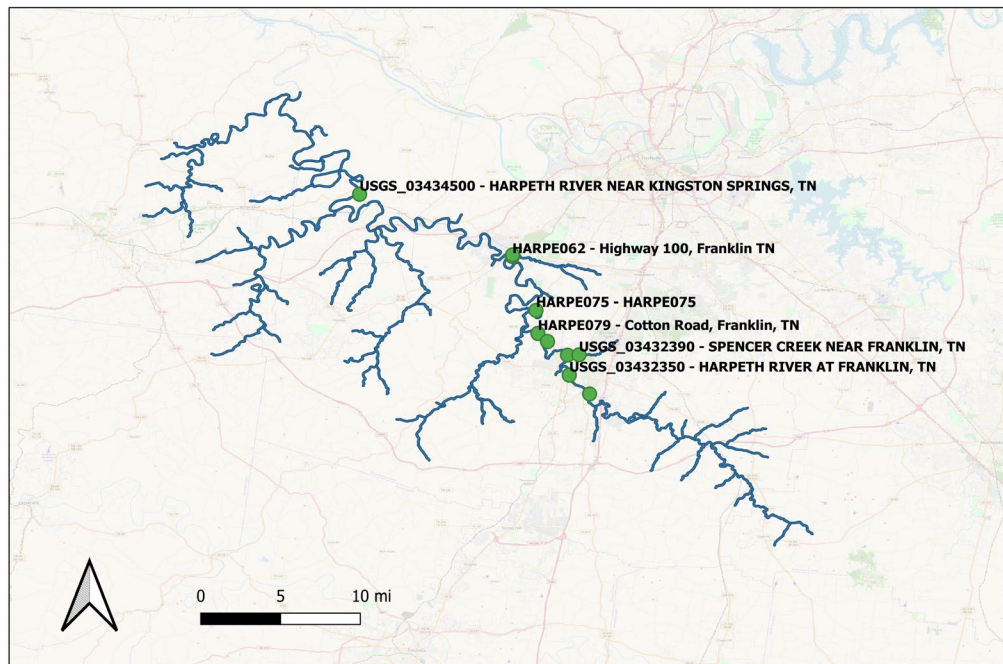 USGS_03434500 - HARPETH RIVER NEAR KINGSTON SPRINGS, TN
HARPE062 - Highway 100, Franklin TN
HARPE075 - HARPE075
HARPE079 - Cotton Road, Franklin, TN
USGS_03432390 - SPENCER CREEK NEAR FRANKLIN, TN
USGS_03432350 - HARPETH RIVER AT FRANKLIN, TN
0 5 10 mi